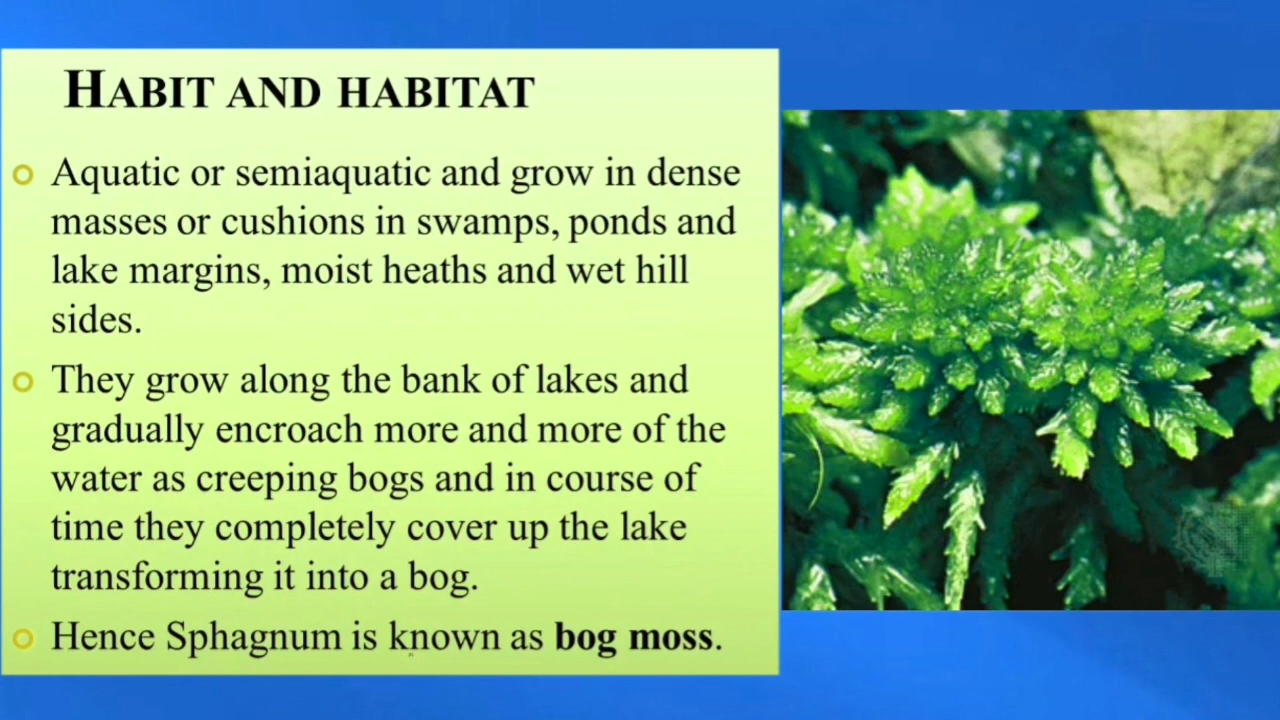 HABIT AND HABITAT
Aquatic or semiaquatic and grow in dense
masses or cushions in swamps, ponds and
lake margins, moist heaths and wet hill
sides.
They grow along the bank of lakes and
gradually encroach more and more of the
water as creeping bogs and in course of
time they completely cover up the lake
transforming it into a bog.
Hence Sphagnum is known as bog moss.